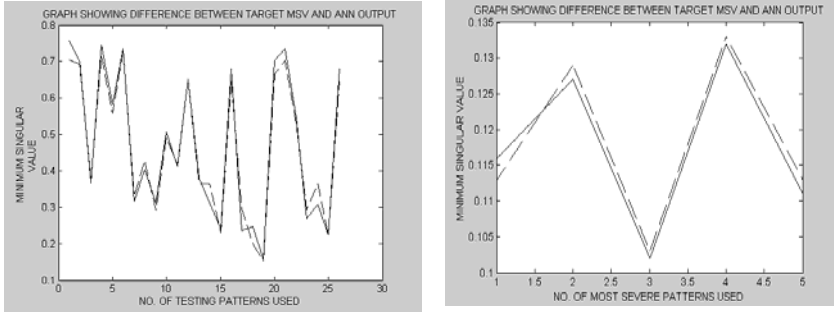 GRAPH SHOWING DIFFERENCE BETWEEN TARGET MSV AND ANN OUTPUT
0.8
0.7
0.6
0.5
0.4
0.3
0.2
0.1
MINIMUM SINGULAR
VALUE
0 5 10 15 20 25 30
NO. OF TESTING PATTERNS USED
GRAPH SHOWING DIFFERENCE BETWEEN TARGET MSV AND ANN OUTPUT
0.135
0.13
0.125
0.12
0.115
0.11
0.105
0.1
MINIMUM SINGULAR VALUE
1 1.5 2 2.5 3 3.5 4 4.5 5
NO. OF MOST SEVERE PATTERNS USED